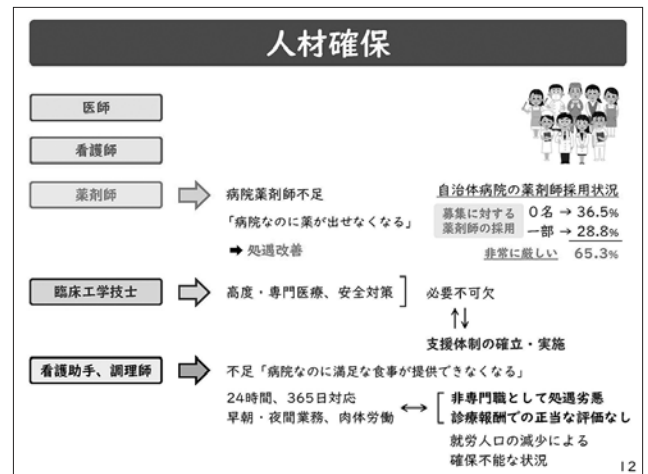 人材確保
医師
看護師
薬剤師
病院薬剤師不足
「病院なのに薬が出せなくなる」
➡ 処遇改善
自治体病院の薬剤師採用状況
募集に対する
薬剤師の採用
0名 → 36.5%
一部 → 28.8%
非常に厳しい 65.3%
臨床工学技士
高度・専門医療、安全対策
必要不可欠
↑↓
支援体制の確立・実施
看護助手、調理師
不足「病院なのに満足な食事が提供できなくなる」
24時間、365日対応
早朝・夜間業務、肉体労働
↔
非専門職として処遇劣悪
診療報酬での正当な評価なし
就労人口の減少による
確保不能な状況
12